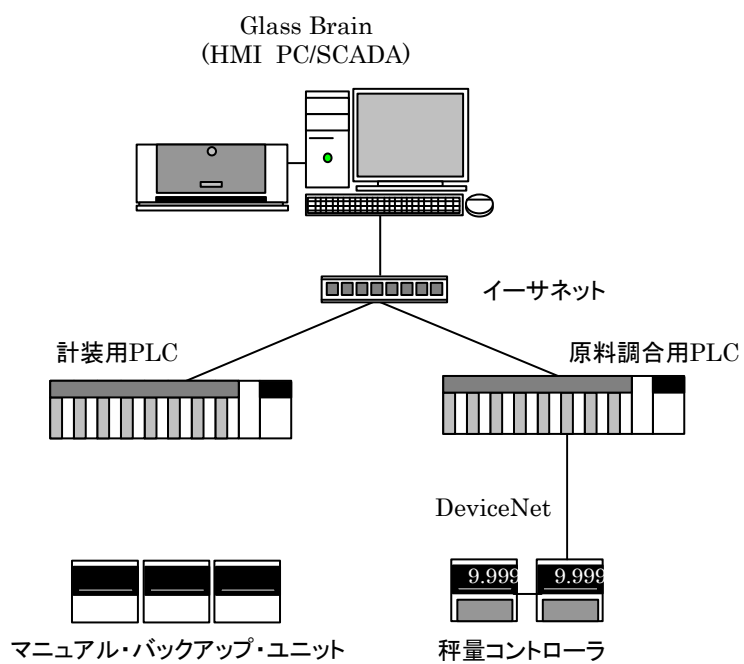 Glass Brain
(HMI PC/SCADA)
イーサネット
計装用PLC
原料調合用PLC
DeviceNet
9.999
9.999
マニュアル・バックアップ・ユニット
秤量コントローラ